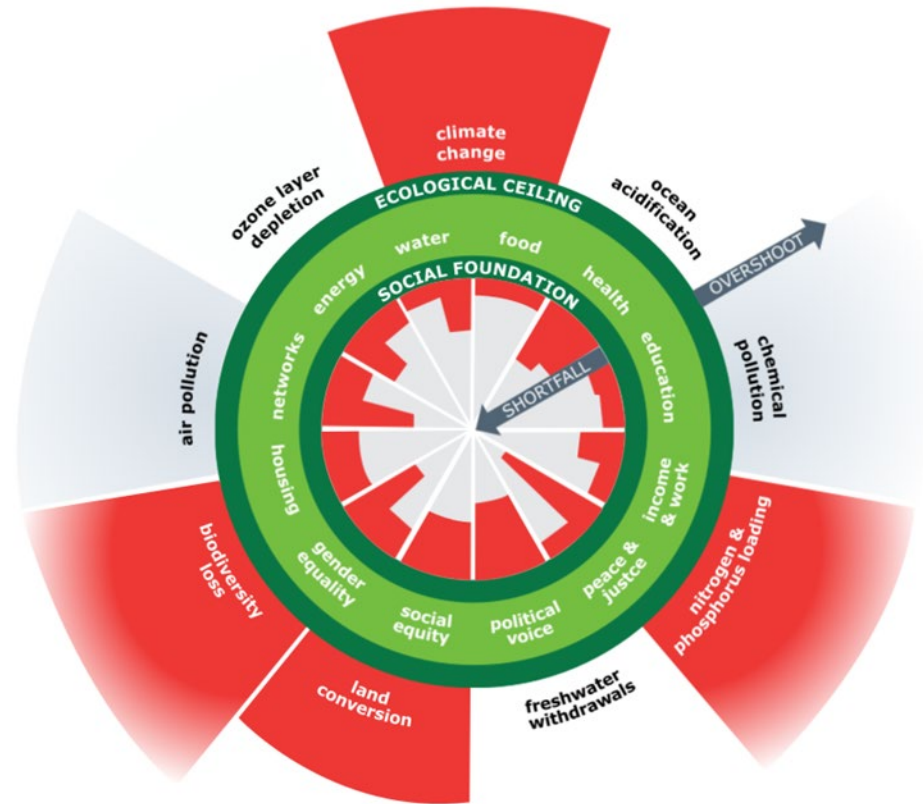 climate
change
ECOLOGICAL CEILING
ozone layer
depletion
ocean
acidification
OVERSHOOT
water
food
energy
health
SOCIAL FOUNDATION
networks
education
SHORTFALL
air pollution
chemical
pollution
housing
income
& work
gender
equality
peace &
justce
social
equity
political
voice
biodiversity
loss
nitrogen &
phosphorus loading
land
conversion
freshwater
withdrawals